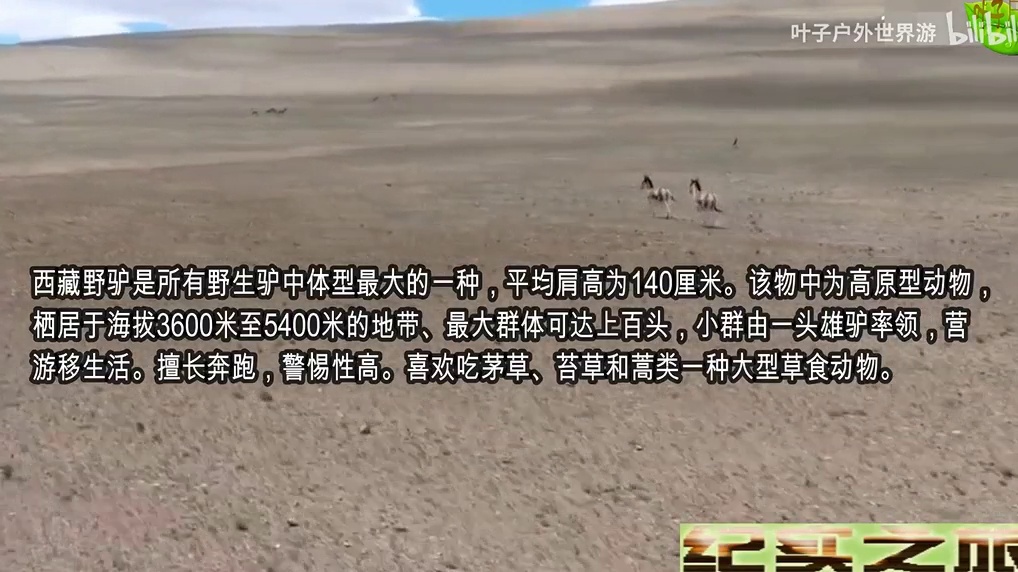 叶子户外世界游 bilibili
西藏野驴是所有野生驴中体型最大的一种，平均肩高为140厘米。该物中为高原型动物，
栖居于海拔3600米至5400米的地带、最大群体可达上百头，小群由一头雄驴率领，营
游移生活。擅长奔跑，警惕性高。喜欢吃茅草、苔草和蒿类一种大型草食动物。
纪实之旅